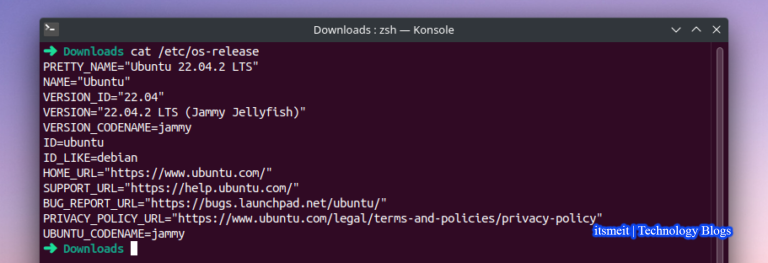 Downloads : zsh — Konsole
➜ Downloads cat /etc/os-release
PRETTY_NAME="Ubuntu 22.04.2 LTS"
NAME="Ubuntu"
VERSION_ID="22.04"
VERSION="22.04.2 LTS (Jammy Jellyfish)"
VERSION_CODENAME=jammy
ID=ubuntu
ID_LIKE=debian
HOME_URL="https://www.ubuntu.com/"
SUPPORT_URL="https://help.ubuntu.com/"
BUG_REPORT_URL="https://bugs.launchpad.net/ubuntu/"
PRIVACY_POLICY_URL="https://www.ubuntu.com/legal/terms-and-policies/privacy-policy"
UBUNTU_CODENAME=jammy
➜ Downloads
itsmeit | Technology Blogs